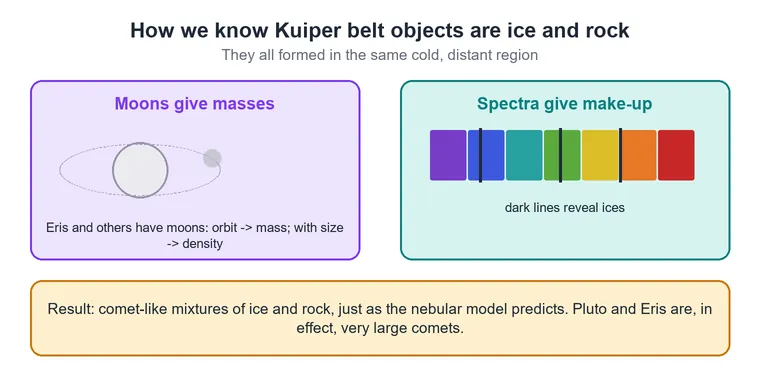 How we know Kuiper belt objects are ice and rock
They all formed in the same cold, distant region
Moons give masses
Eris and others have moons: orbit -> mass; with size
-> density
Spectra give make-up
dark lines reveal ices
Result: comet-like mixtures of ice and rock, just as the nebular model predicts. Pluto and Eris are, in
effect, very large comets.